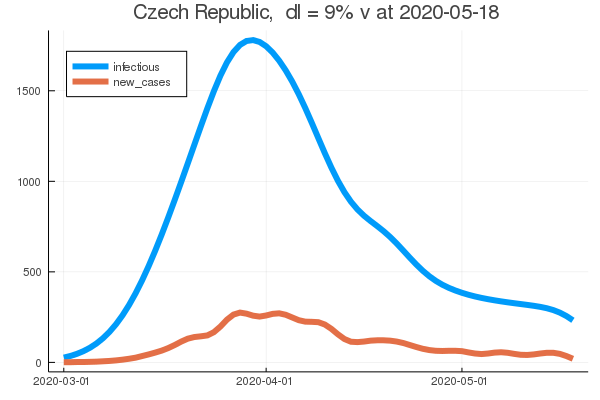 Czech Republic,  dl = 9% v at 2020-05-18
infectious
new_cases
1500
1000
500
0
2020-03-01
2020-04-01
2020-05-01